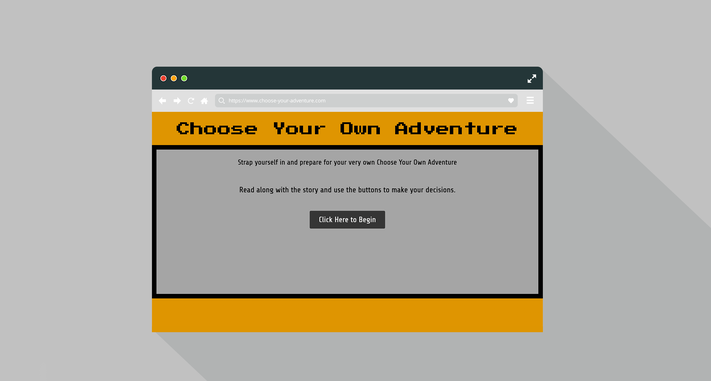 https://www.choose-your-adventure.com
Choose Your Own Adventure
Strap yourself in and prepare for your very own Choose Your Own Adventure
Read along with the story and use the buttons to make your decisions.
Click Here to Begin